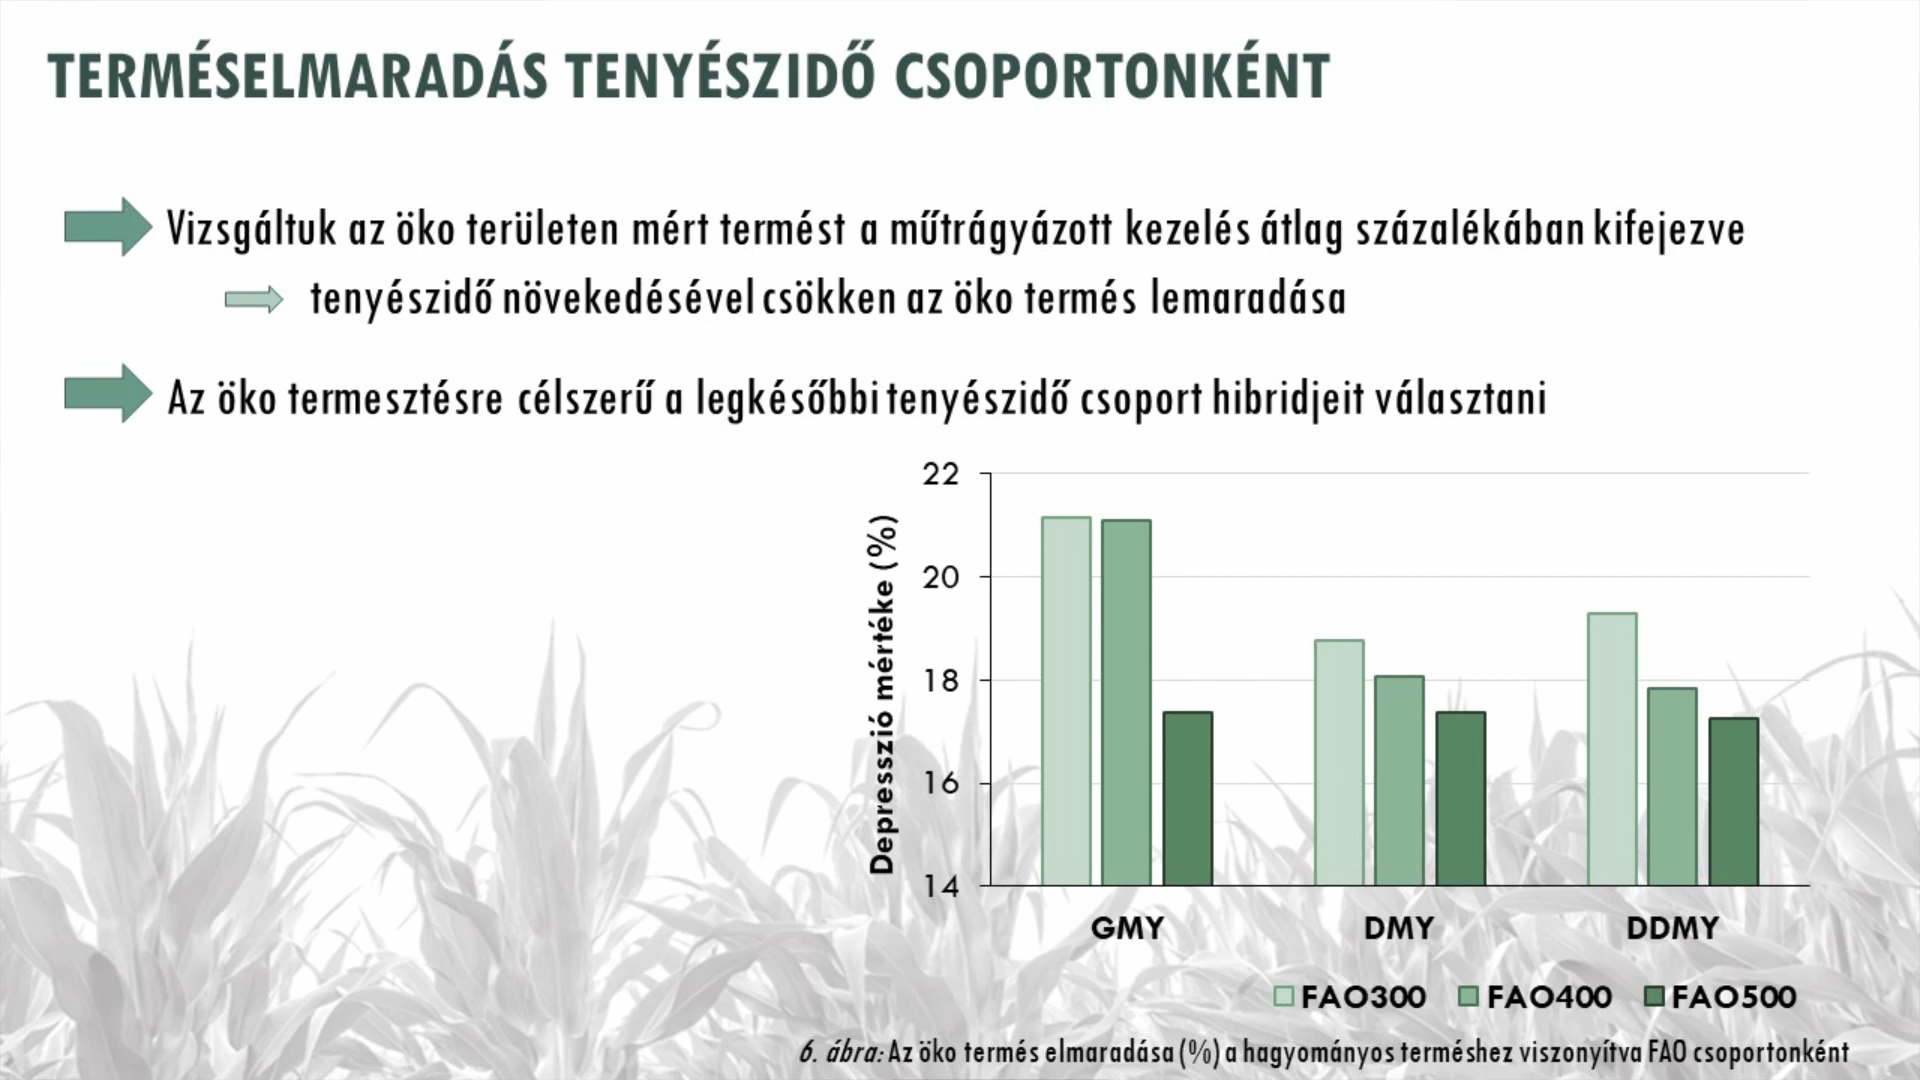 TERMÉSELMARADÁS TENYÉSZIDŐ CSOPORTONKÉNT
Vizsgáltuk az öko területen mért termést a műtrágyázott kezelés átlag százalékában kifejezve
tenyészidő növekedésével csökken az öko termés lemaradása
Az öko termesztésre célszerű a legkésőbbi tenyészidő csoport hibridjeit választani
Depresszió mértéke (%)
22
20
18
16
14
GMY DMY DDMY
FAO300 FAO400 FAO500
6. ábra: Az öko termés elmaradása (%) a hagyományos terméshez viszonyítva FAO csoportonként